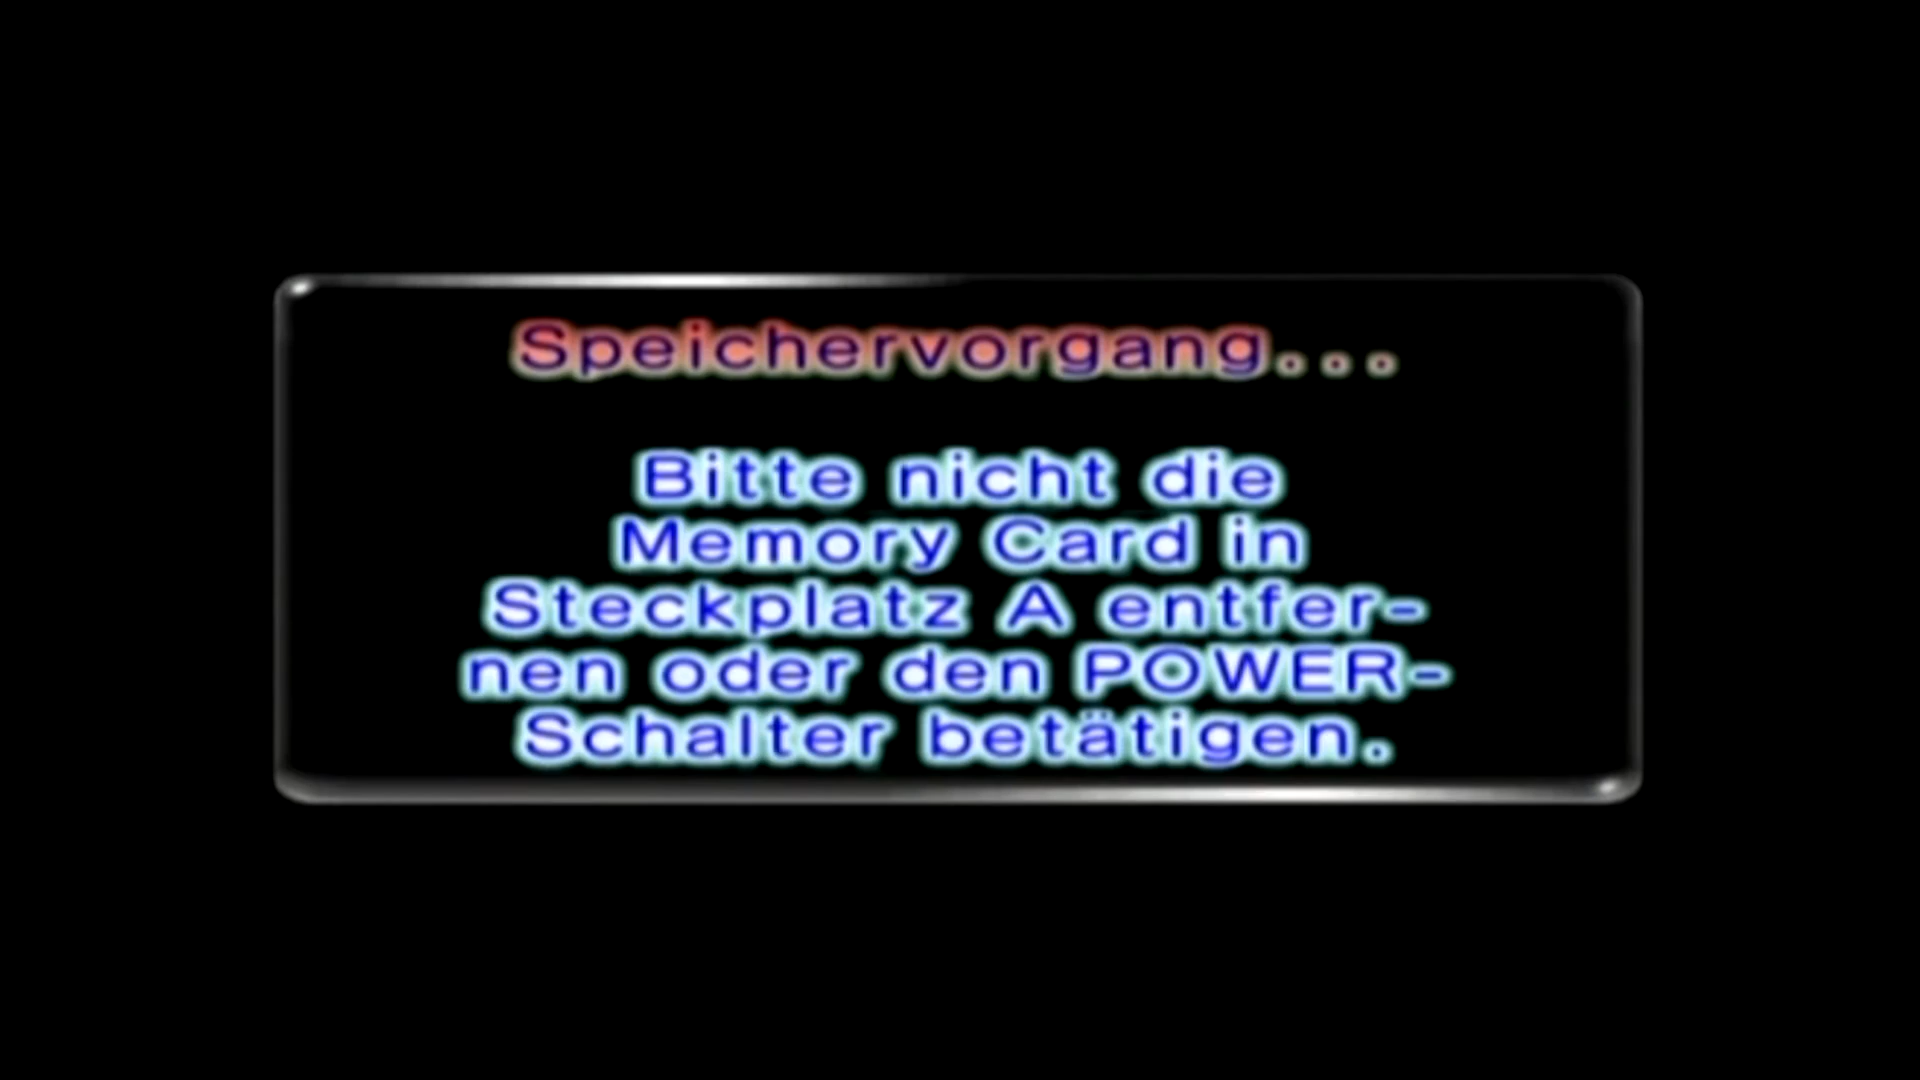 Speichervorgang...
Bitte nicht die
Memory Card in
Steckplatz A entfer-
nen oder den POWER-
Schalter betätigen.